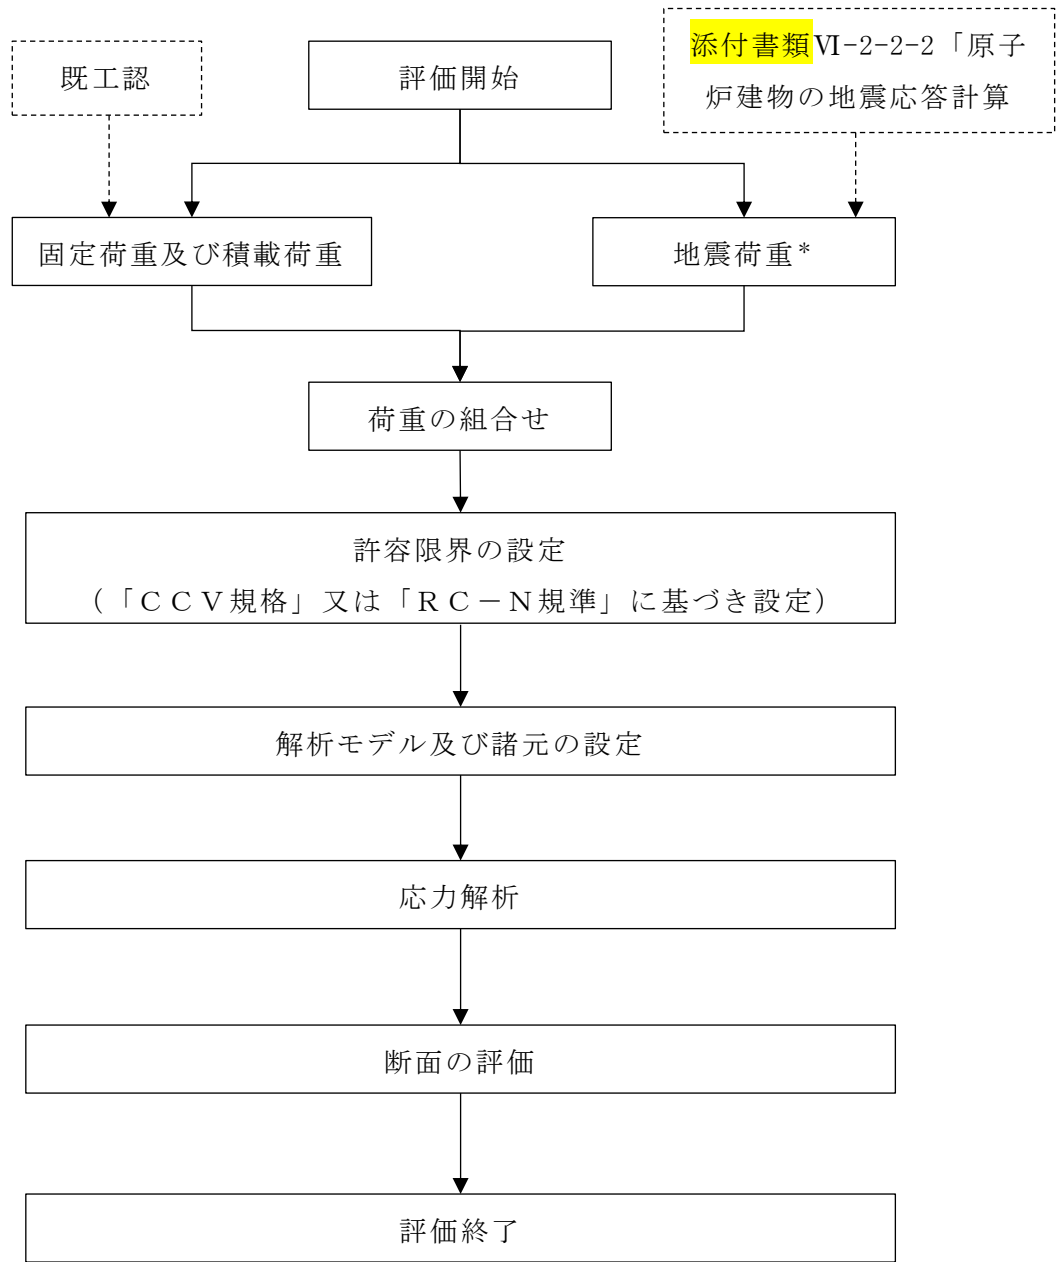 既工認
評価開始
添付書類Ⅵ-2-2-2「原子
炉建物の地震応答計算
固定荷重及び積載荷重
地震荷重*
荷重の組合せ
許容限界の設定
（「ＣＣＶ規格」又は「ＲＣ－Ｎ規準」に基づき設定）
解析モデル及び諸元の設定
応力解析
断面の評価
評価終了